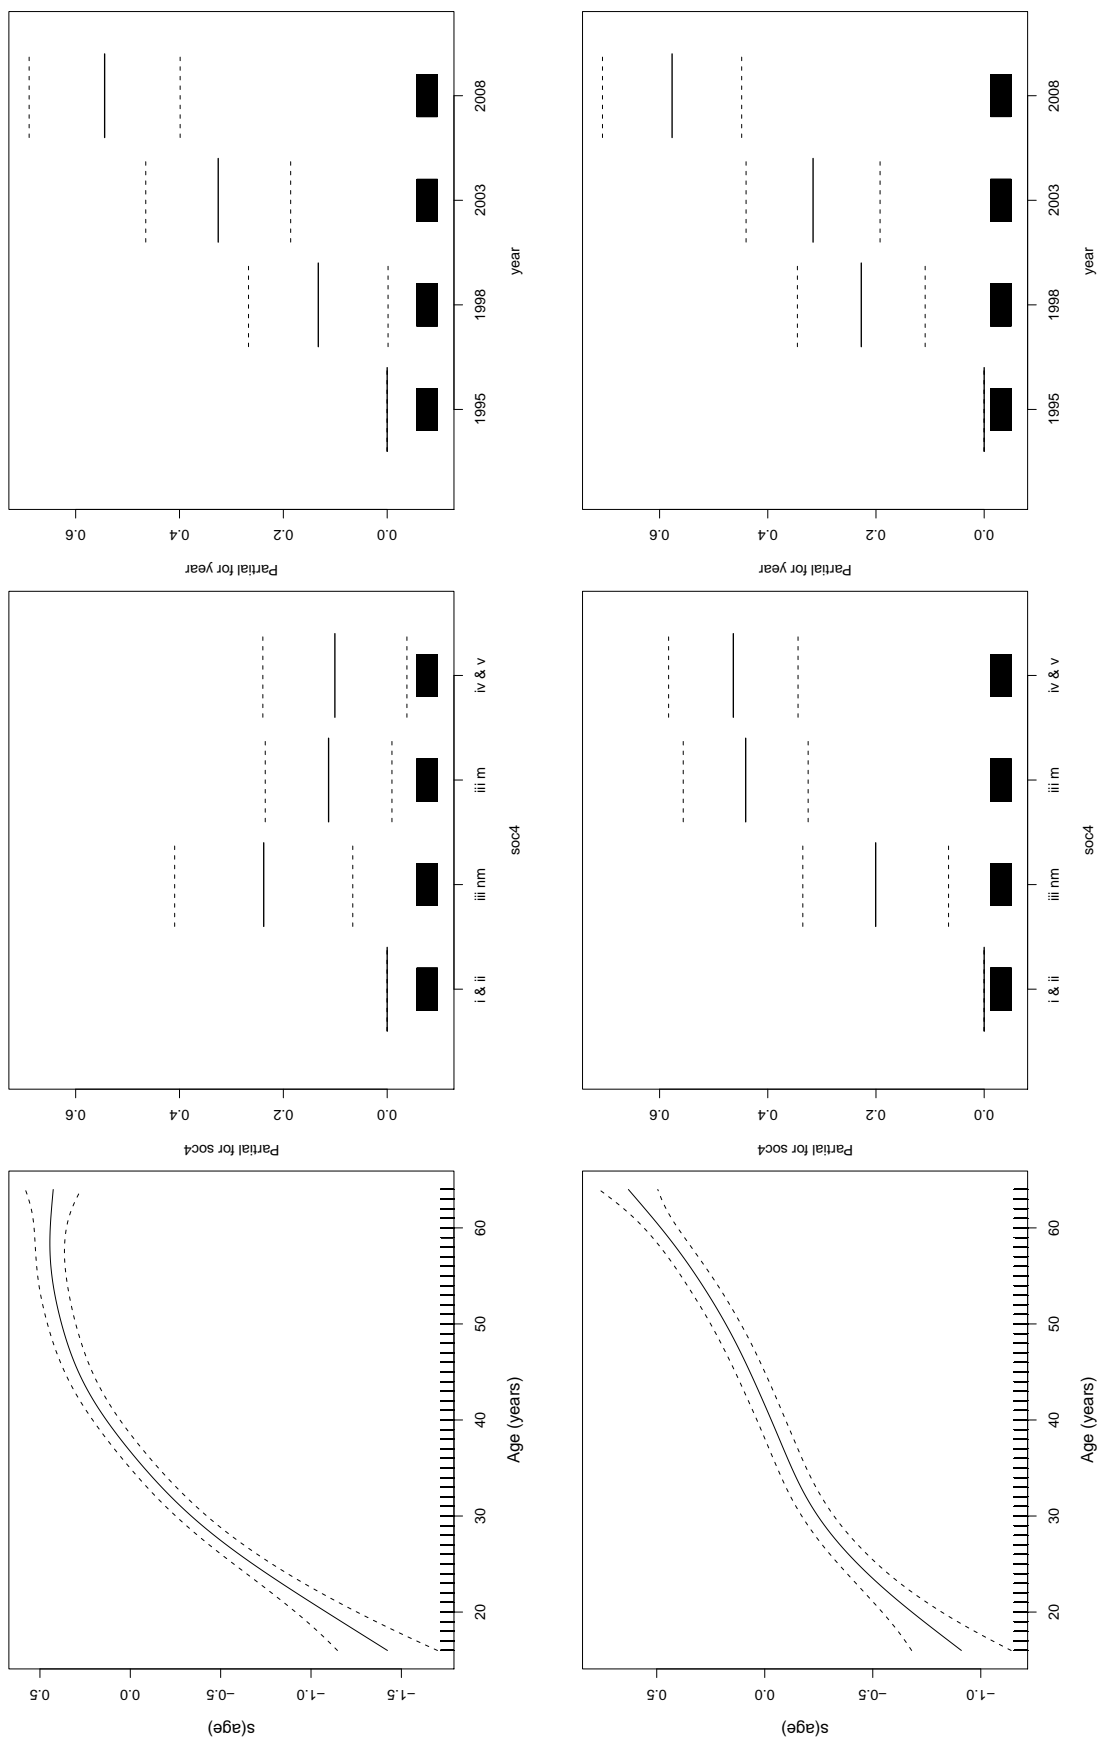 s(age)
0.5
0.0
−0.5
−1.0
−1.5
20
30
40
50
60
Age (years)
Partial for soc4
0.6
0.4
0.2
0.0
i & ii
iii nm
iii m
iv & v
soc4
Partial for year
0.6
0.4
0.2
0.0
1995
1998
2003
2008
year
s(age)
0.5
0.0
−0.5
−1.0
20
30
40
50
60
Age (years)
Partial for soc4
0.6
0.4
0.2
0.0
i & ii
iii nm
iii m
iv & v
soc4
Partial for year
0.6
0.4
0.2
0.0
1995
1998
2003
2008
year